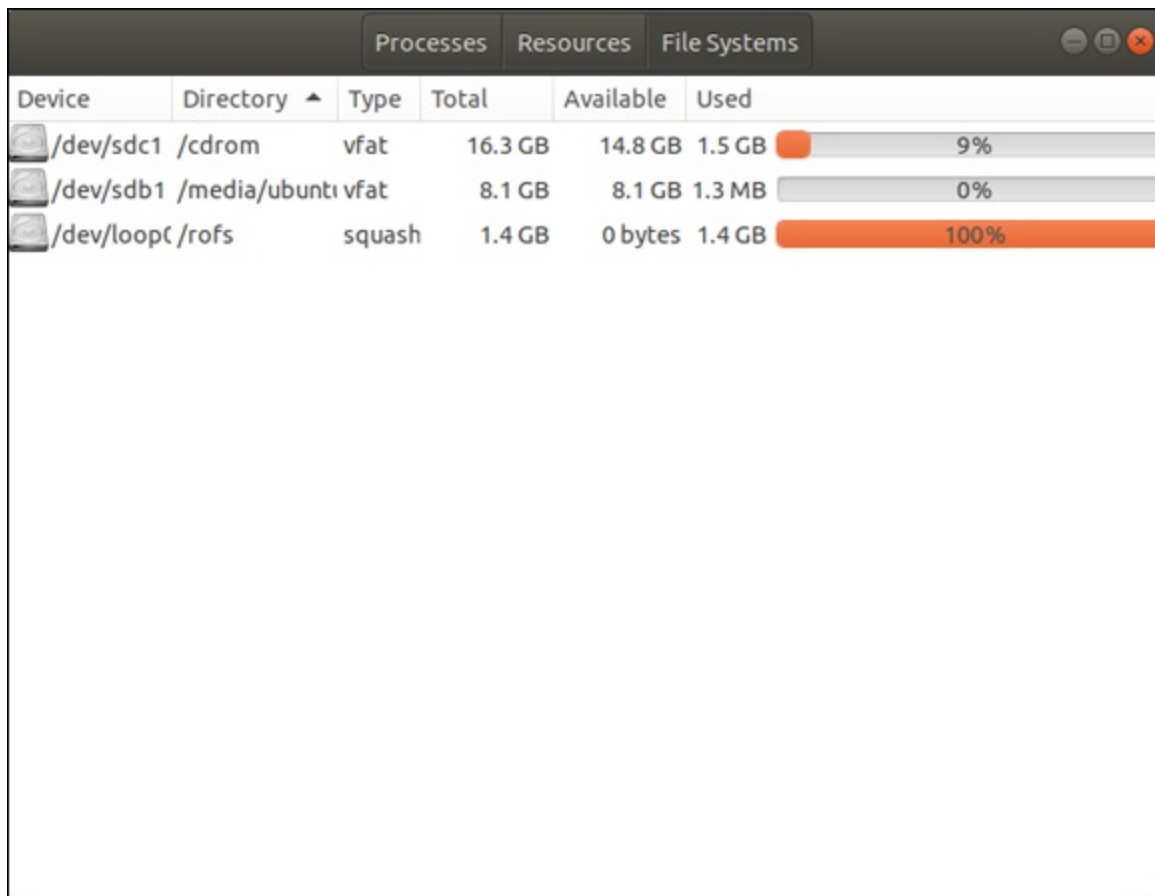 Processes Resources File Systems
Device Directory Type Total Available Used
/dev/sdc1 /cdrom vfat 16.3 GB 14.8 GB 1.5 GB 9%
/dev/sdb1 /media/ubuntu vfat 8.1 GB 8.1 GB 1.3 MB 0%
/dev/loop0 /rofs squash 1.4 GB 0 bytes 1.4 GB 100%